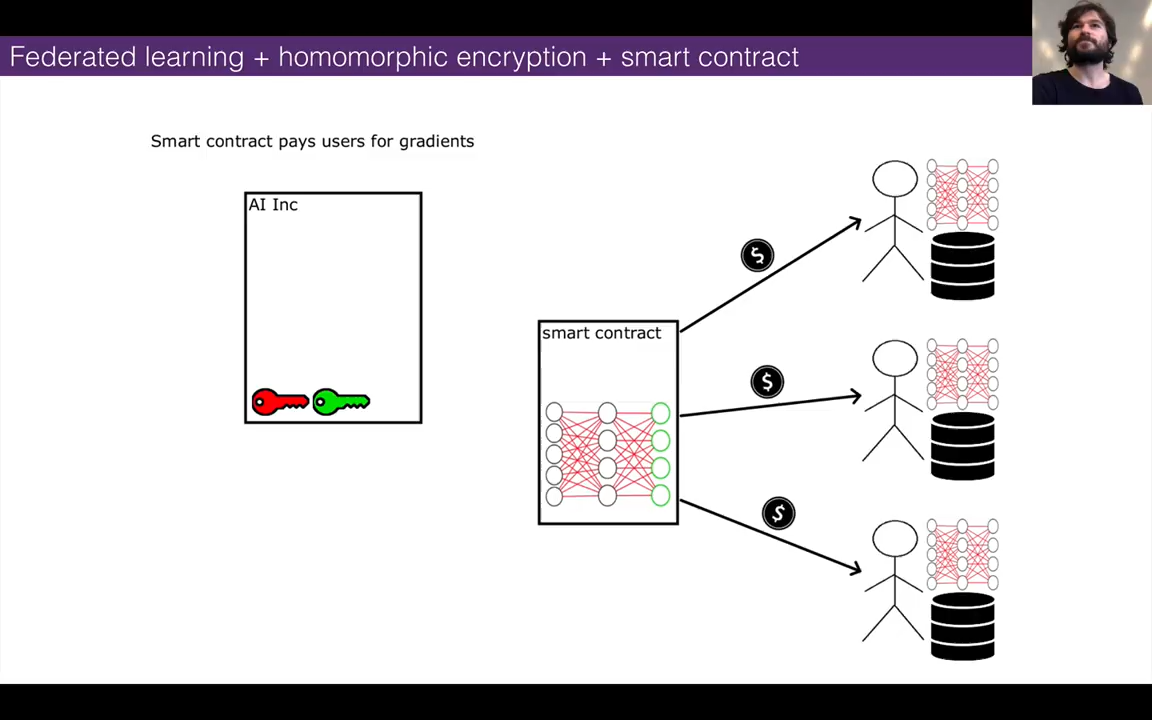 Federated learning + homomorphic encryption + smart contract
Smart contract pays users for gradients
AI Inc
smart contract
$
$
$